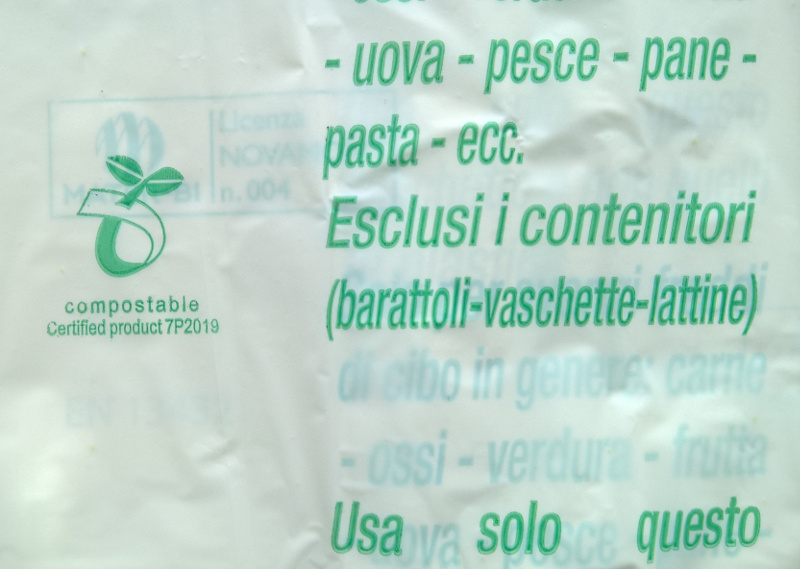 - uova - pesce - pane -
pasta - ecc.
Esclusi i contenitori
(barattoli-vaschette-lattine)
Licenza
n. 004
compostable
Certified product 7P2019
di cibo in genere: carne
- ossi - verdura - frutta
Usa solo questo